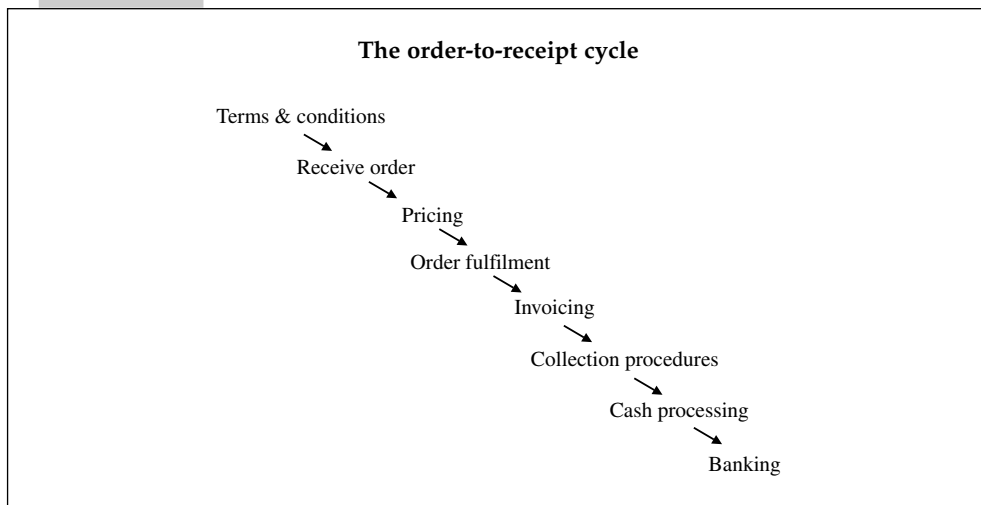 The order-to-receipt cycle
Terms & conditions
Receive order
Pricing
Order fulfilment
Invoicing
Collection procedures
Cash processing
Banking